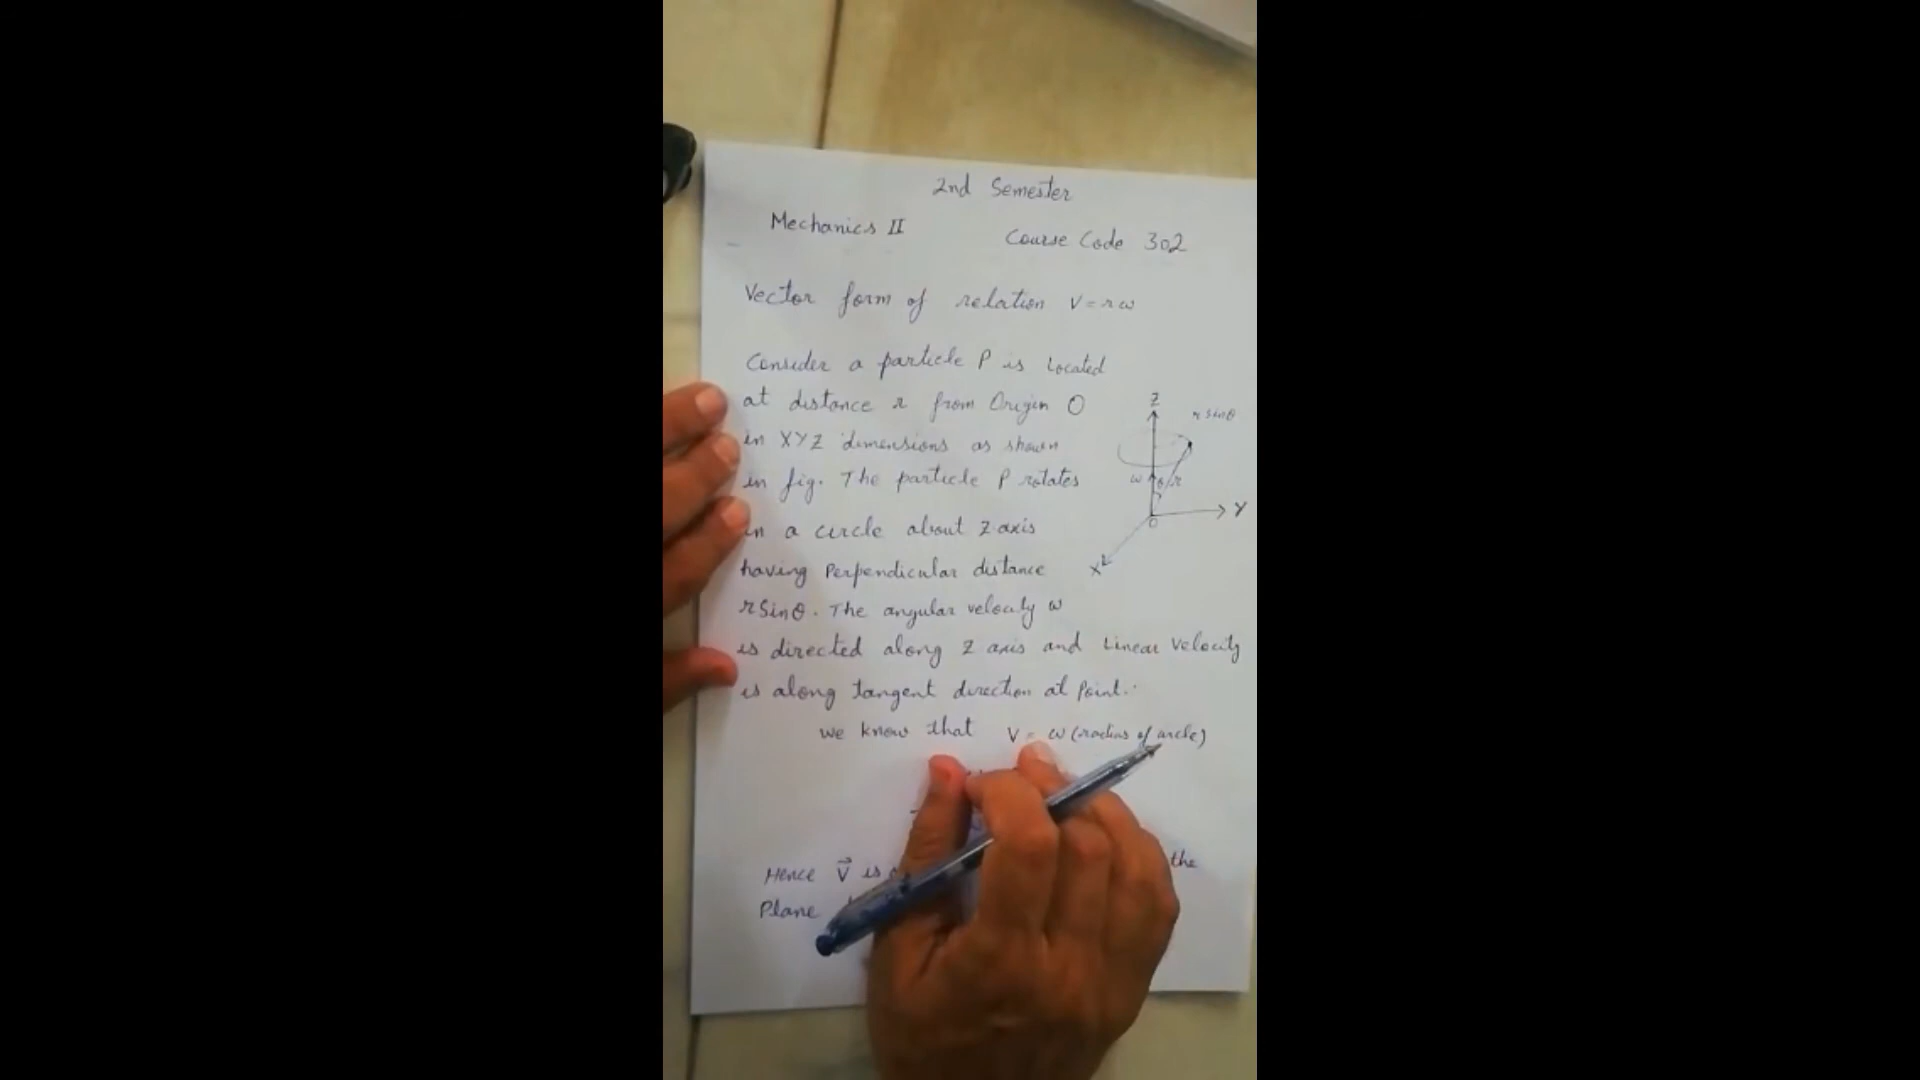 2nd Semester
Mechanics II
Course Code 302
Vector form of relation V = rω
Consider a particle P is Located
at distance r from Origin O
in XYZ dimensions as shown
in fig. The particle P rotates
in a circle about Z axis
having Perpendicular distance
rSinθ. The angular velocity ω
is directed along Z axis and Linear Velocity
is along tangent direction at Point.
we know that V = ω (radius of circle)
Hence V⃗ is
the
Plane
Z
r sinθ
ω θ r
O
Y
X